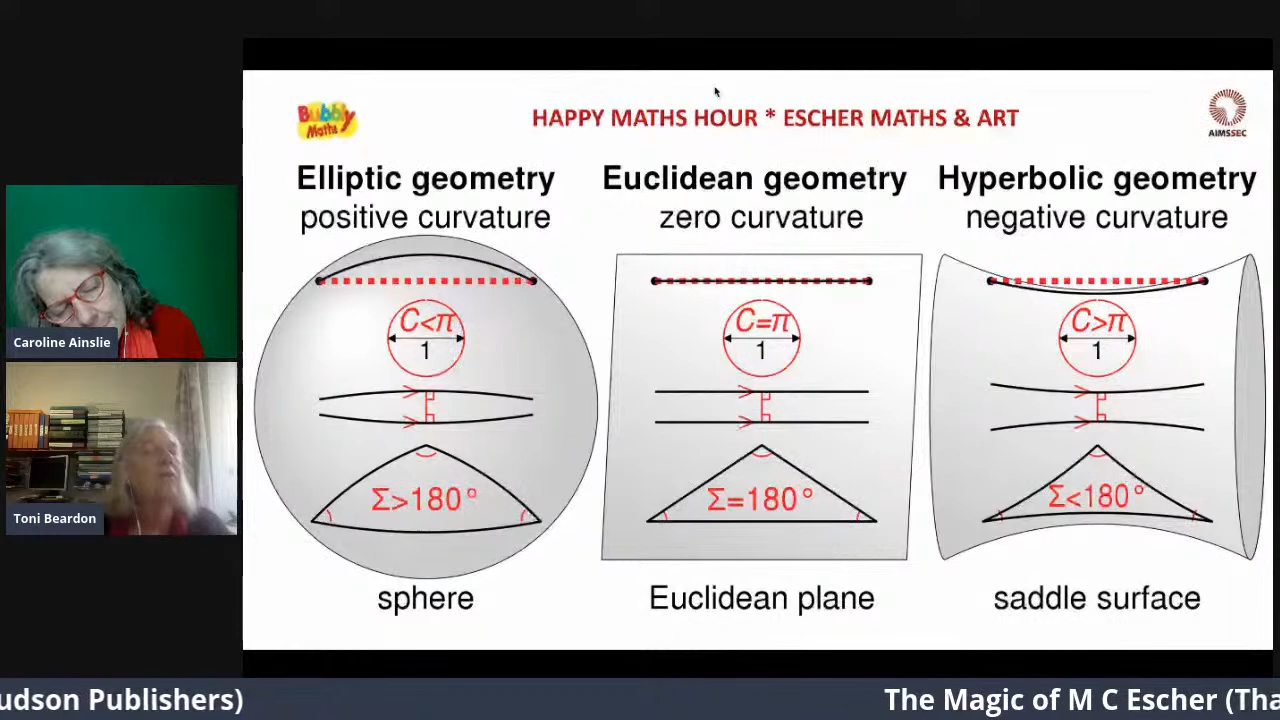 Bubbly
Maths
HAPPY MATHS HOUR * ESCHER MATHS & ART
AIMSSEC
Elliptic geometry
positive curvature
Euclidean geometry
zero curvature
Hyperbolic geometry
negative curvature
C<π
1
C=π
1
C>π
1
Σ>180°
Σ=180°
Σ<180°
sphere
Euclidean plane
saddle surface
Caroline Ainslie
Toni Beardon
udson Publishers)
The Magic of M C Escher (Tha